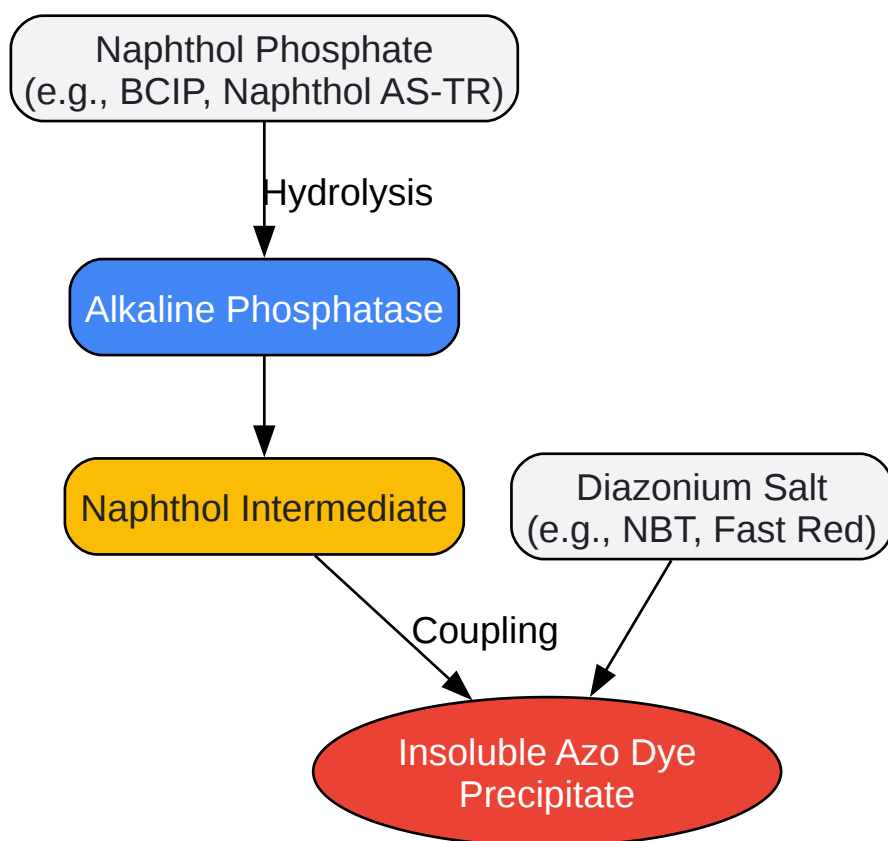 Naphthol Phosphate
(e.g., BCIP, Naphthol AS-TR)
Hydrolysis
Alkaline Phosphatase
Naphthol Intermediate
Diazonium Salt
(e.g., NBT, Fast Red)
Coupling
Insoluble Azo Dye
Precipitate